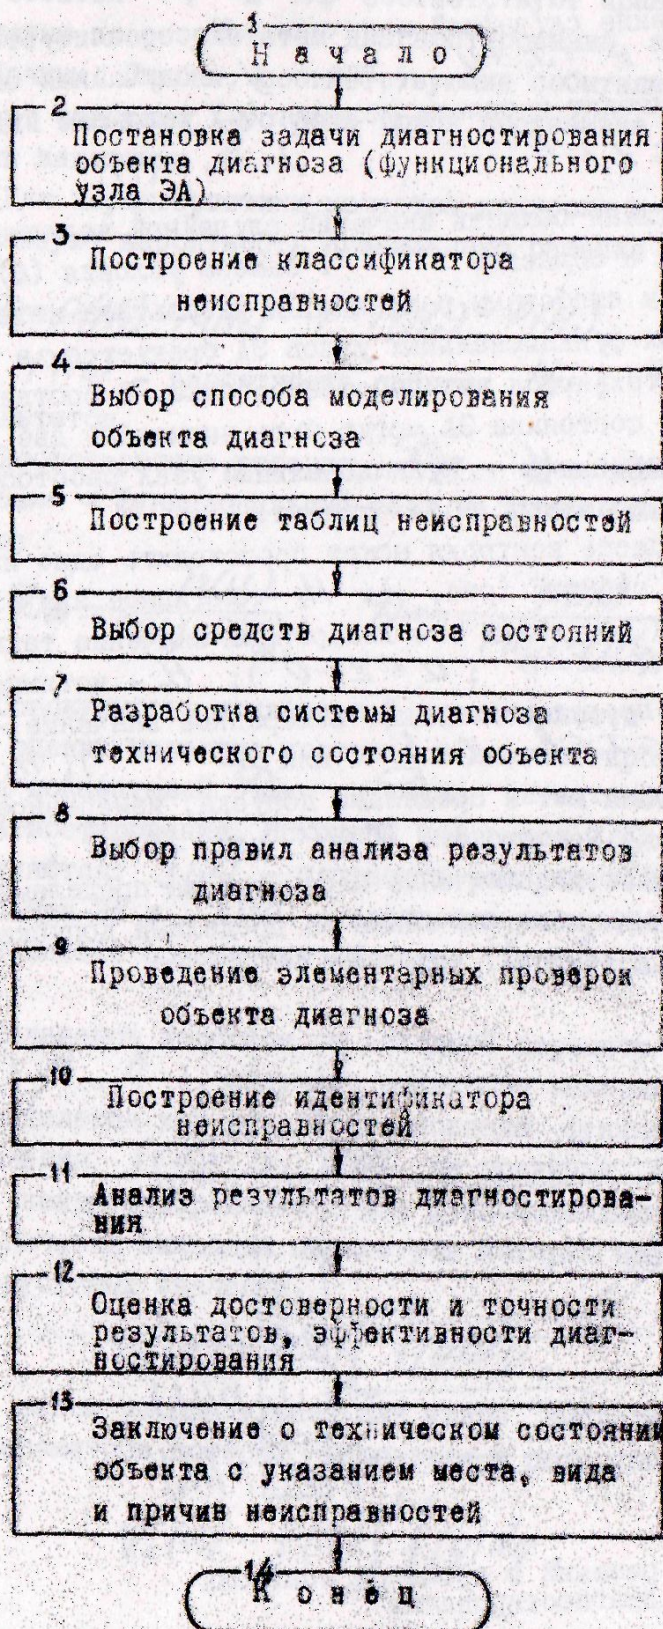 1
Начало
2
Постановка задачи диагностирования
объекта диагноза (функционального
узла ЭА)
3
Построение классификатора
неисправностей
4
Выбор способа моделирования
объекта диагноза
5
Построение таблиц неисправностей
6
Выбор средств диагноза состояний
7
Разработка системы диагноза
технического состояния объекта
8
Выбор правил анализа результатов
диагноза
9
Проведение элементарных проверок
объекта диагноза
10
Построение идентификатора
неисправностей
11
Анализ результатов диагностирова-
ния
12
Оценка достоверности и точности
результатов, эффективности диаг-
ностирования
13
Заключение о техническом состоянии
объекта с указанием места, вида
и причин неисправностей
14
Конец